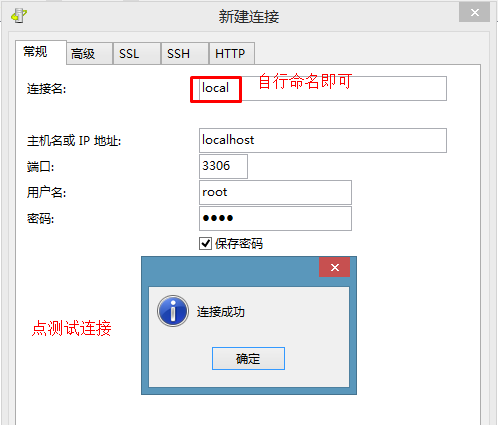 新建连接
常规 高级 SSL SSH HTTP
连接名: local 自行命名即可
主机名或 IP 地址: localhost
端口: 3306
用户名: root
密码: ●●●●
保存密码
连接成功
点测试连接
确定